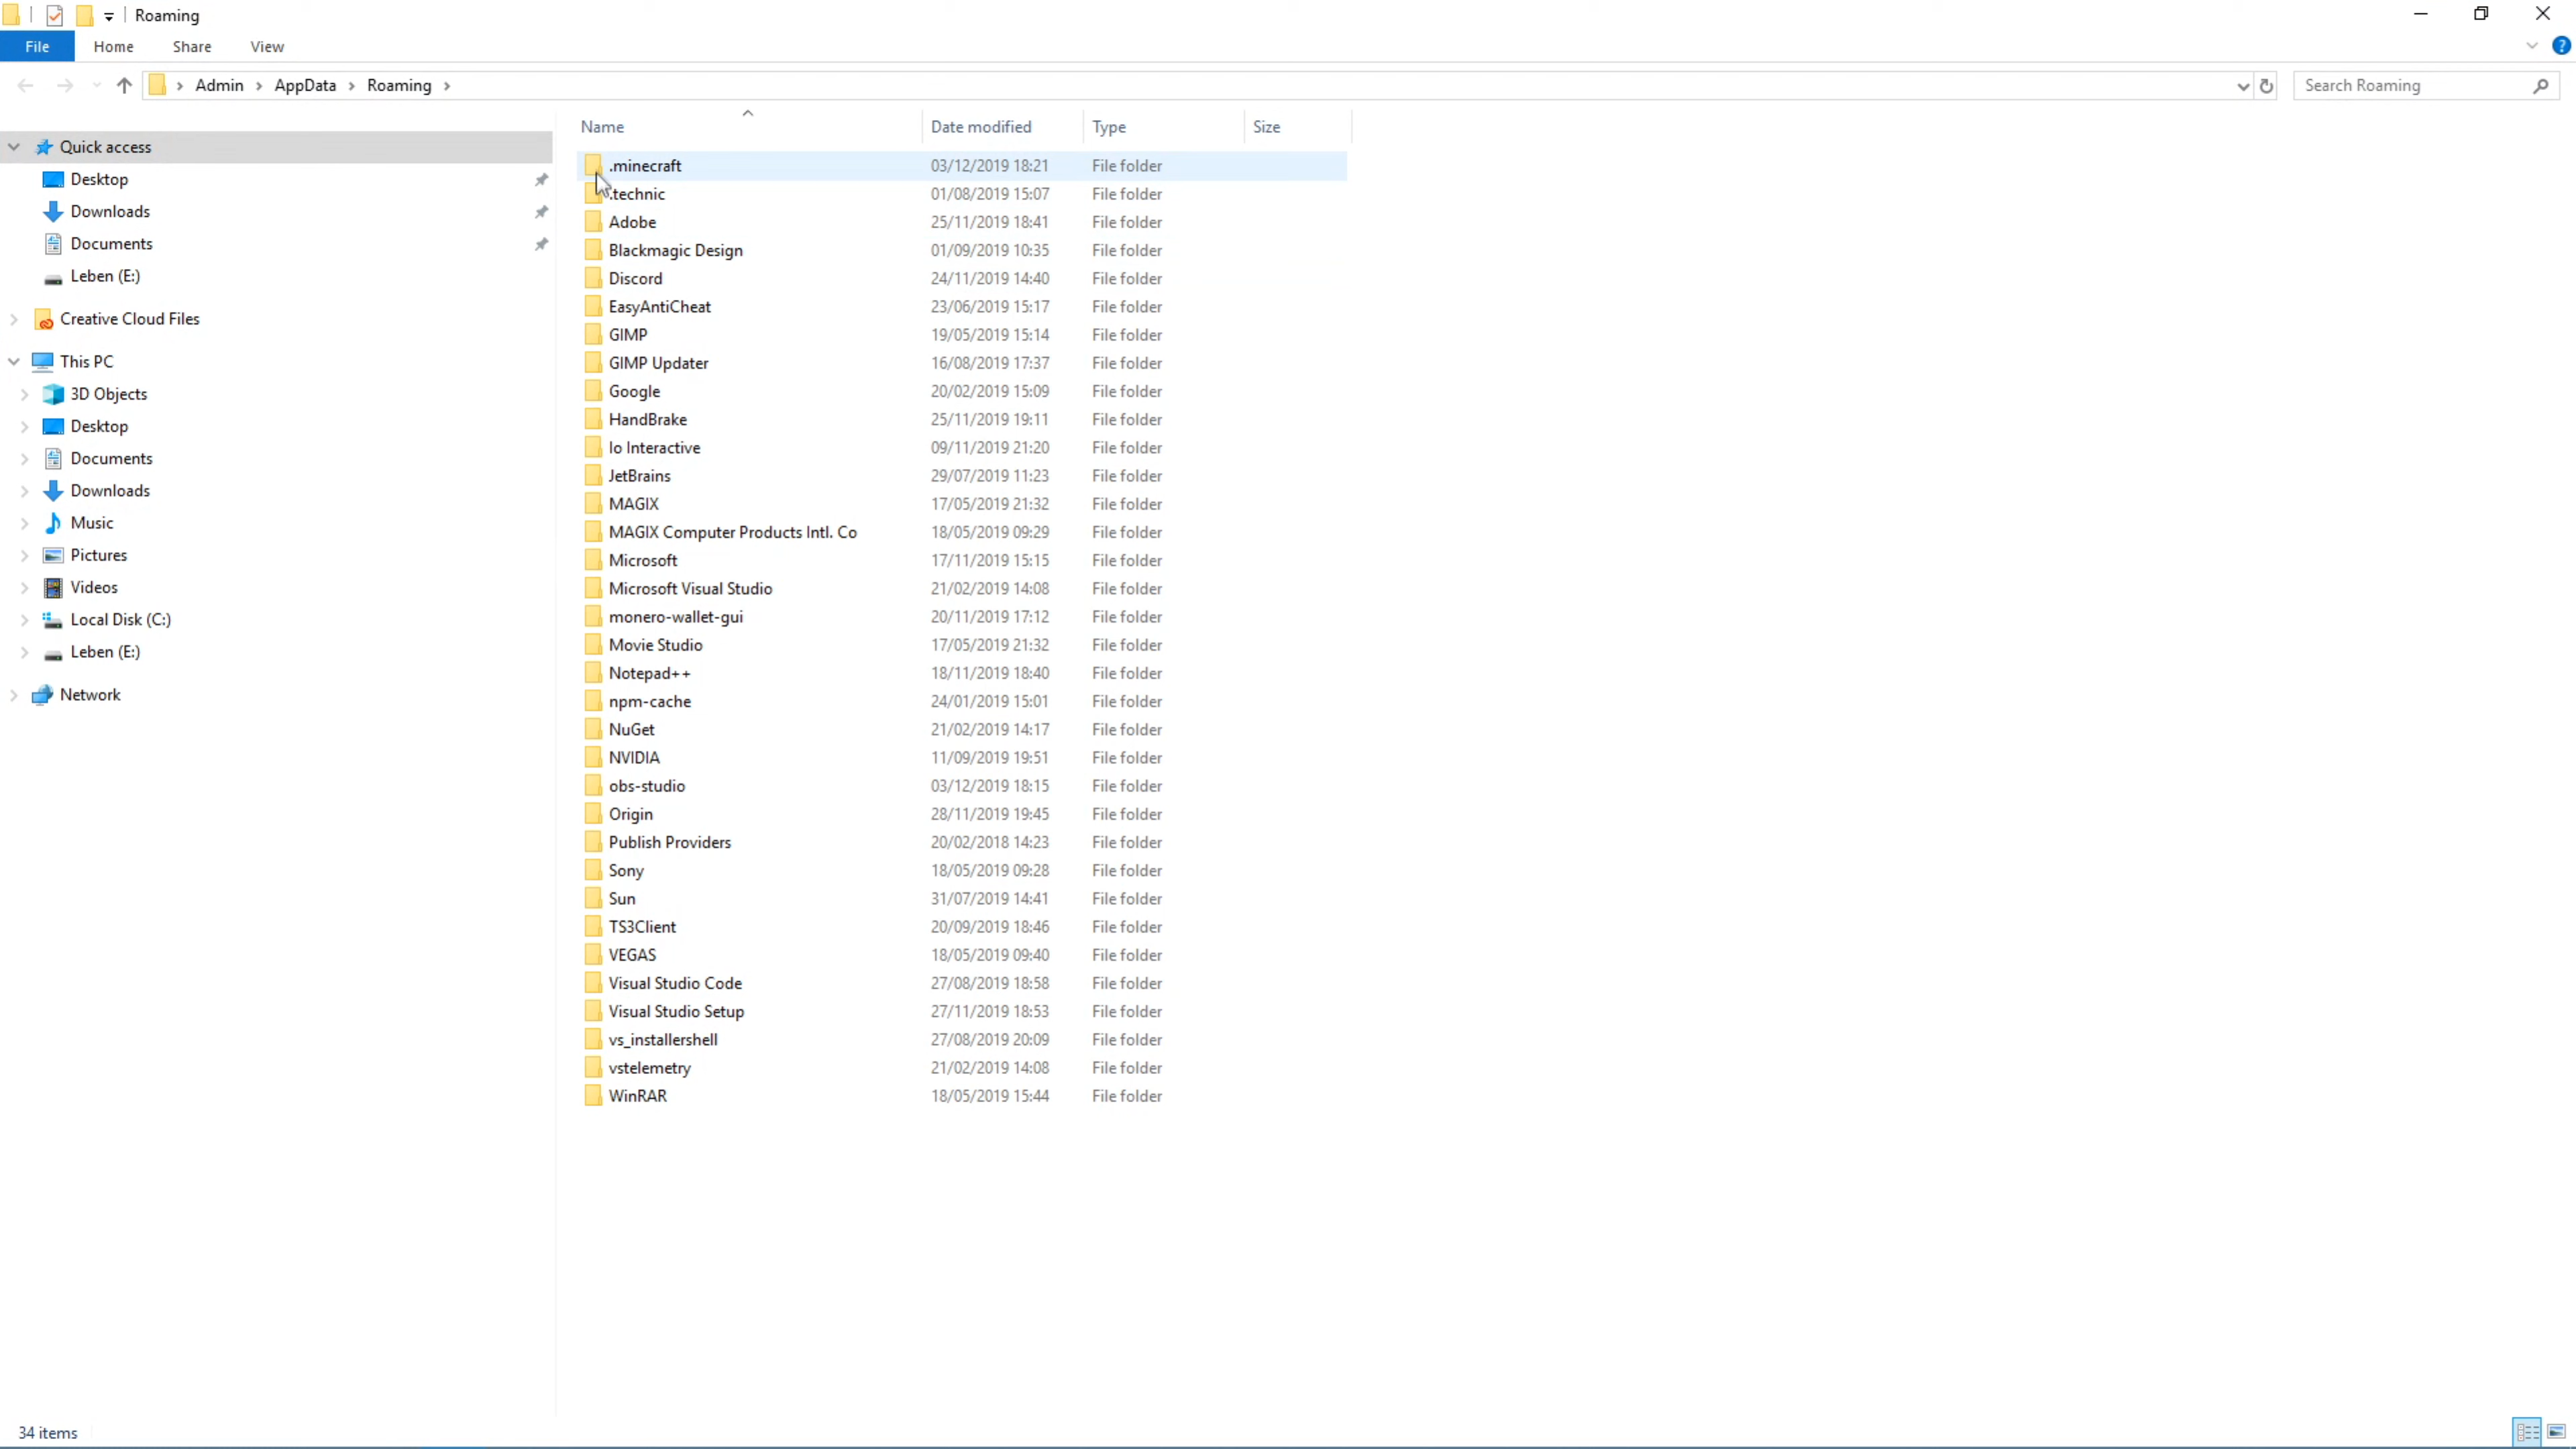 Roaming
File Home Share View
Admin AppData Roaming
Search Roaming
Quick access
Desktop
Downloads
Documents
Leben (E:)
Creative Cloud Files
This PC
3D Objects
Desktop
Documents
Downloads
Music
Pictures
Videos
Local Disk (C:)
Leben (E:)
Network
Name Date modified Type Size
.minecraft 03/12/2019 18:21 File folder
.technic 01/08/2019 15:07 File folder
Adobe 25/11/2019 18:41 File folder
Blackmagic Design 01/09/2019 10:35 File folder
Discord 24/11/2019 14:40 File folder
EasyAntiCheat 23/06/2019 15:17 File folder
GIMP 19/05/2019 15:14 File folder
GIMP Updater 16/08/2019 17:37 File folder
Google 20/02/2019 15:09 File folder
HandBrake 25/11/2019 19:11 File folder
Io Interactive 09/11/2019 21:20 File folder
JetBrains 29/07/2019 11:23 File folder
MAGIX 17/05/2019 21:32 File folder
MAGIX Computer Products Intl. Co 18/05/2019 09:29 File folder
Microsoft 17/11/2019 15:15 File folder
Microsoft Visual Studio 21/02/2019 14:08 File folder
monero-wallet-gui 20/11/2019 17:12 File folder
Movie Studio 17/05/2019 21:32 File folder
Notepad++ 18/11/2019 18:40 File folder
npm-cache 24/01/2019 15:01 File folder
NuGet 21/02/2019 14:17 File folder
NVIDIA 11/09/2019 19:51 File folder
obs-studio 03/12/2019 18:15 File folder
Origin 28/11/2019 19:45 File folder
Publish Providers 20/02/2018 14:23 File folder
Sony 18/05/2019 09:28 File folder
Sun 31/07/2019 14:41 File folder
TS3Client 20/09/2019 18:46 File folder
VEGAS 18/05/2019 09:40 File folder
Visual Studio Code 27/08/2019 18:58 File folder
Visual Studio Setup 27/11/2019 18:53 File folder
vs_installershell 27/08/2019 20:09 File folder
vstelemetry 21/02/2019 14:08 File folder
WinRAR 18/05/2019 15:44 File folder
34 items